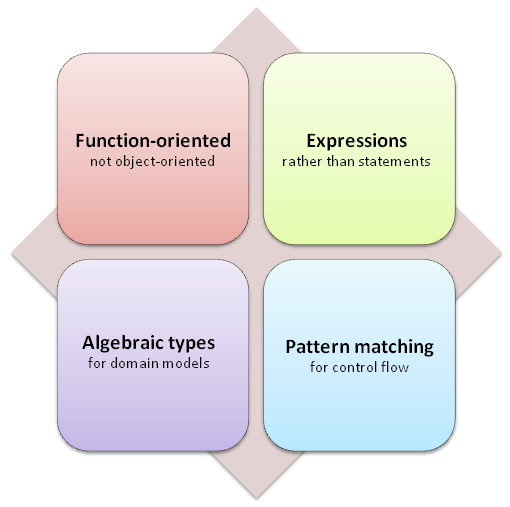 Function-oriented
not object-oriented
Expressions
rather than statements
Algebraic types
for domain models
Pattern matching
for control flow